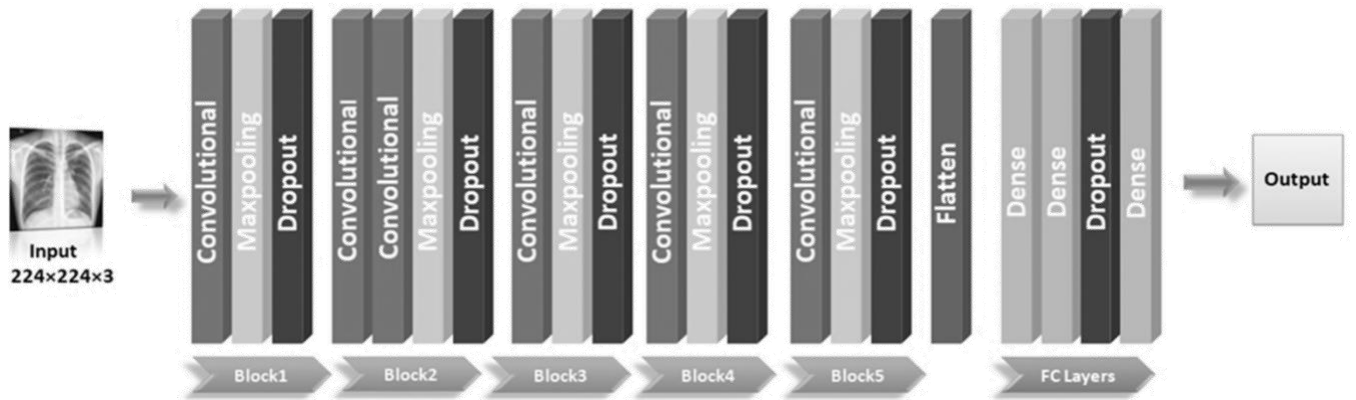 Input
224×224×3
Convolutional
Maxpooling
Dropout
Convolutional
Convolutional
Maxpooling
Dropout
Convolutional
Maxpooling
Dropout
Convolutional
Maxpooling
Dropout
Convolutional
Maxpooling
Dropout
Flatten
Dense
Dense
Dropout
Dense
Output
Block1
Block2
Block3
Block4
Block5
FC Layers